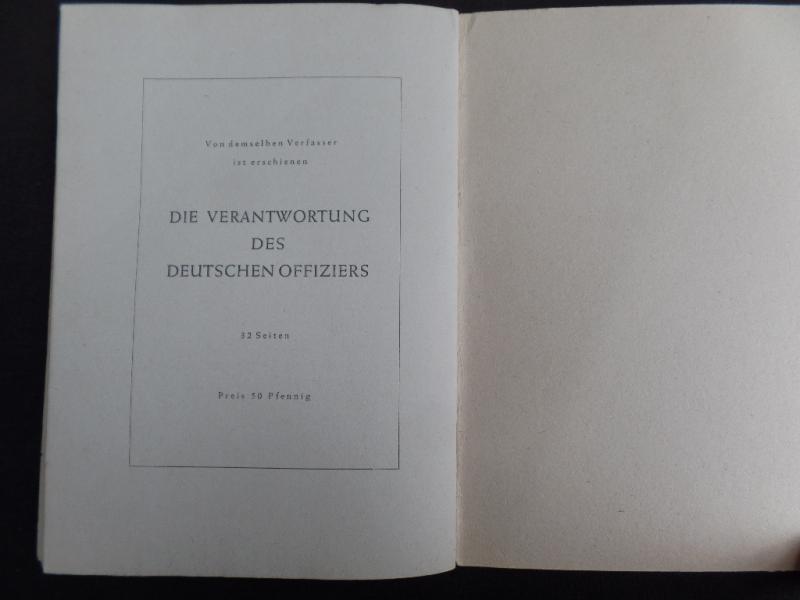 Von demselben Verfasser
ist erschienen
DIE VERANTWORTUNG
DES
DEUTSCHEN OFFIZIERS
32 Seiten
Preis 50 Pfennig